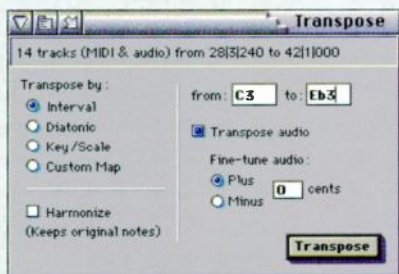 Transpose
14 tracks (MIDI & audio) from 28|3|240 to 42|1|000
Transpose by :
Interval
Diatonic
Key/Scale
Custom Map
Harmonize
(Keeps original notes)
from : C3 to : Eb3
Transpose audio
Fine-tune audio :
Plus
Minus
0 cents
Transpose